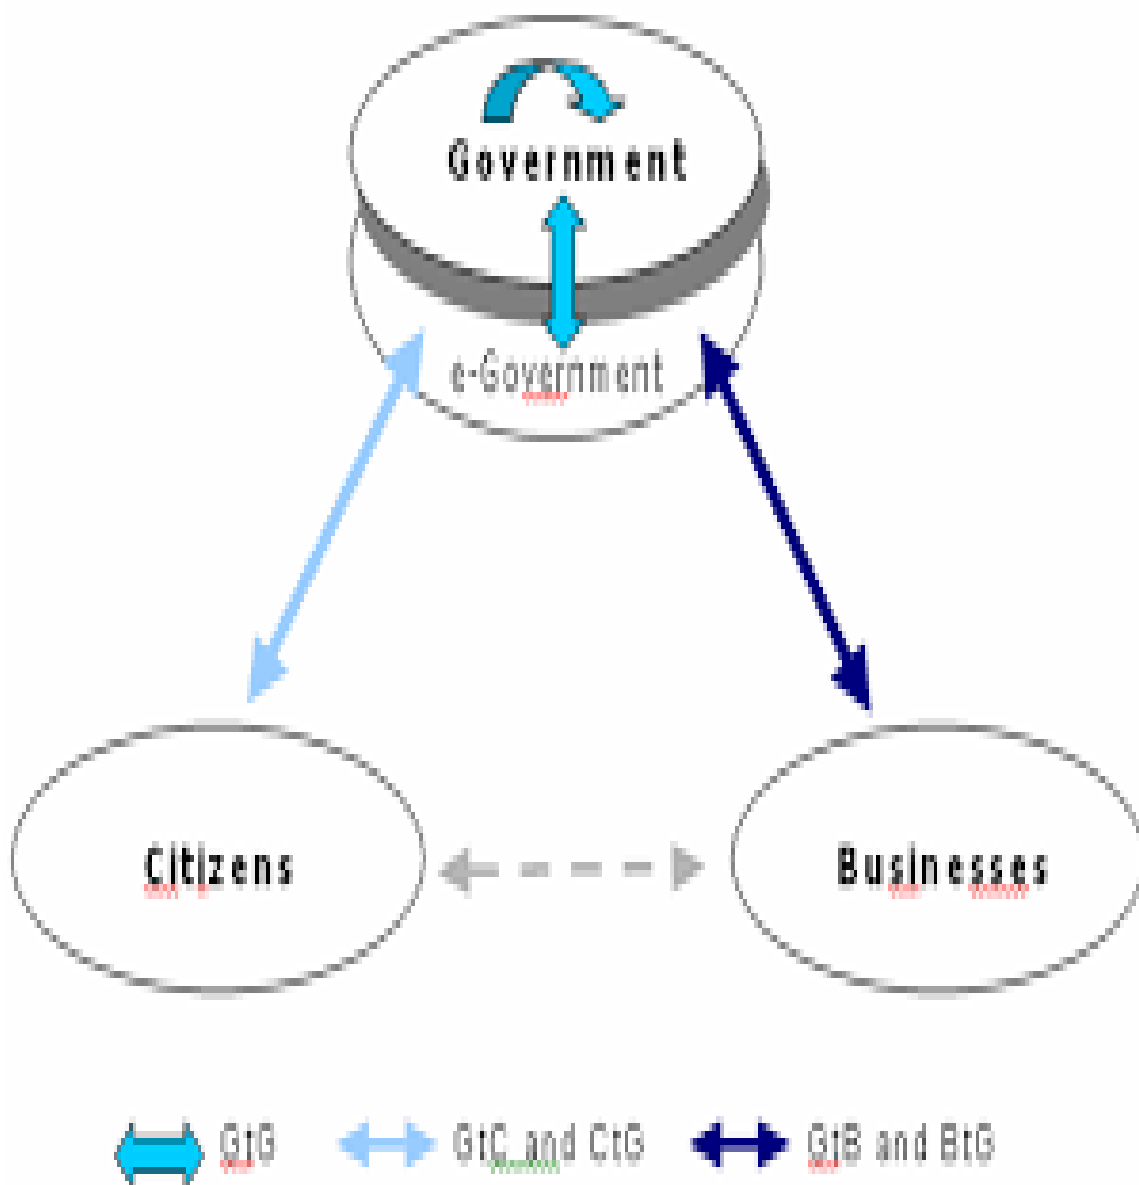 Government
e-Government
Citizens
Businesses
GtG
GtC and CtG
GtB and BtG